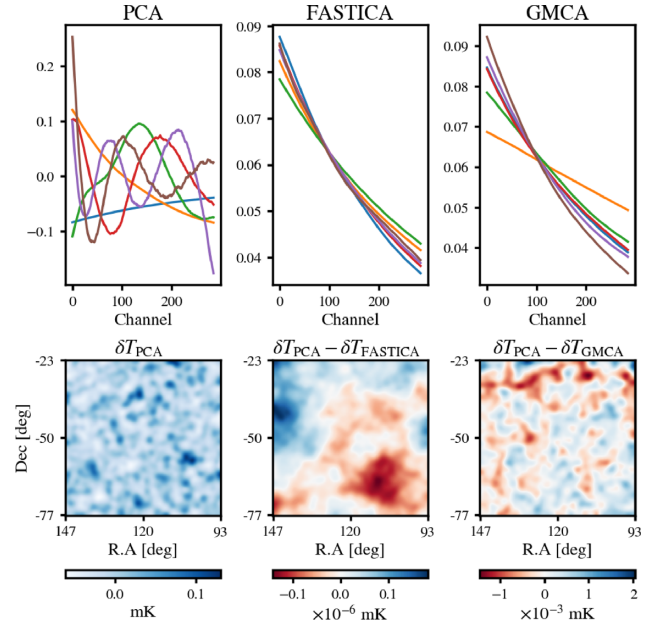 PCA FASTICA GMCA
0.2
0.1
0.0
−0.1
0 100 200
Channel
0.09
0.08
0.07
0.06
0.05
0.04
0 100 200
Channel
0.09
0.08
0.07
0.06
0.05
0.04
0 100 200
Channel
δT_PCA
-23
-50
-77
Dec [deg]
147 120 93
R.A [deg]
0.0 0.1
mK
δT_PCA − δT_FASTICA
-23
-50
-77
147 120 93
R.A [deg]
−0.1 0.0 0.1
×10⁻⁶ mK
δT_PCA − δT_GMCA
-23
-50
-77
147 120 93
R.A [deg]
−1 0 1 2
×10⁻³ mK